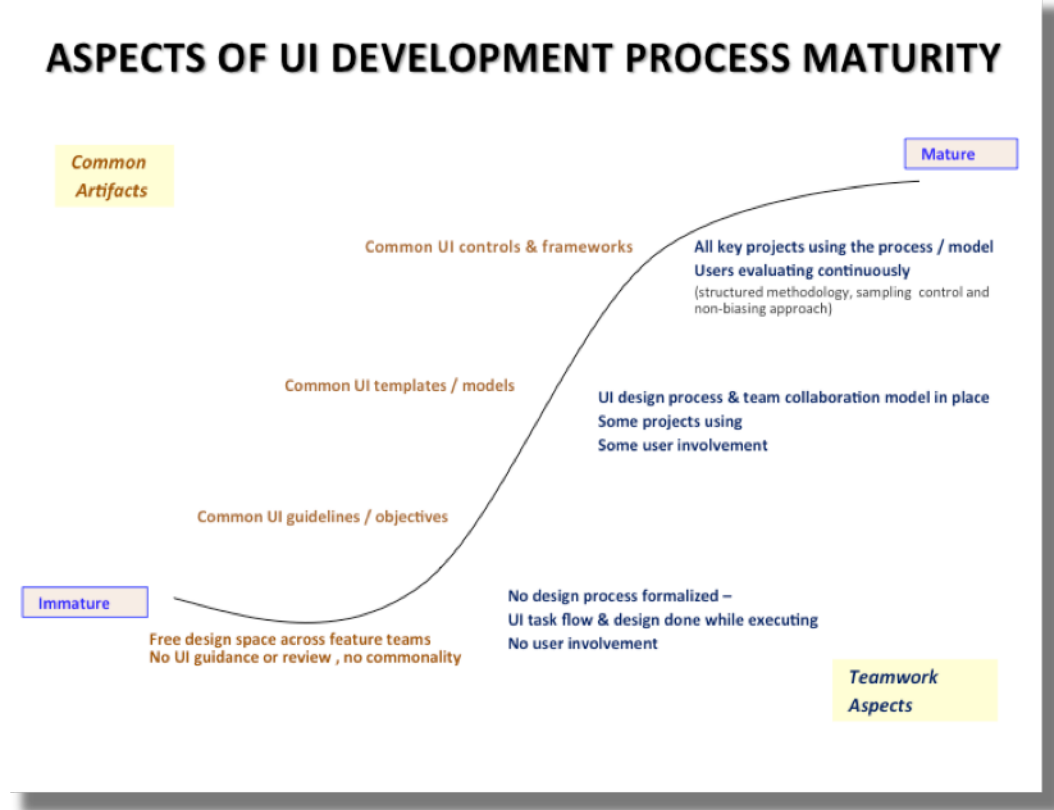 ASPECTS OF UI DEVELOPMENT PROCESS MATURITY
Common
Artifacts
Mature
Common UI controls & frameworks
All key projects using the process / model
Users evaluating continuously
(structured methodology, sampling control and
non-biasing approach)
Common UI templates / models
UI design process & team collaboration model in place
Some projects using
Some user involvement
Common UI guidelines / objectives
Immature
No design process formalized –
UI task flow & design done while executing
No user involvement
Free design space across feature teams
No UI guidance or review , no commonality
Teamwork
Aspects